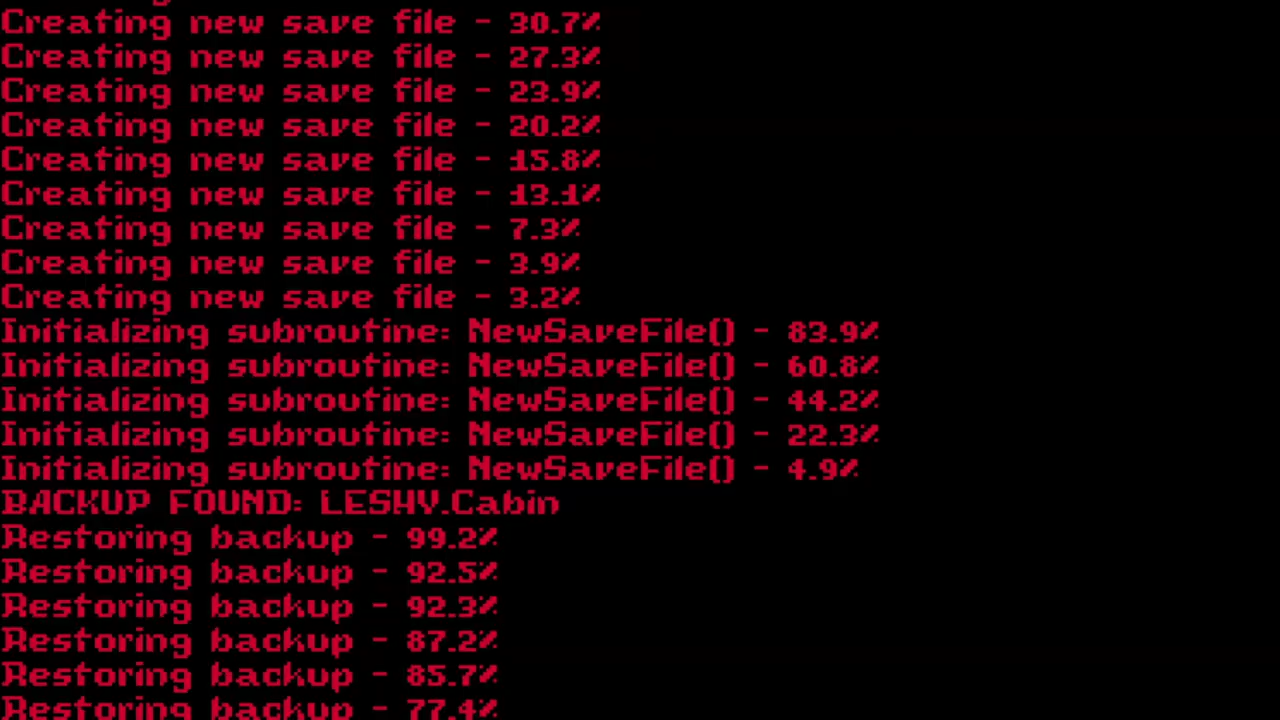 Creating new save file - 30.7%
Creating new save file - 27.3%
Creating new save file - 23.9%
Creating new save file - 20.2%
Creating new save file - 15.8%
Creating new save file - 13.1%
Creating new save file - 7.3%
Creating new save file - 3.9%
Creating new save file - 3.2%
Initializing subroutine: NewSaveFile() - 83.9%
Initializing subroutine: NewSaveFile() - 60.8%
Initializing subroutine: NewSaveFile() - 44.2%
Initializing subroutine: NewSaveFile() - 22.3%
Initializing subroutine: NewSaveFile() - 4.9%
BACKUP FOUND: LESHY.Cabin
Restoring backup - 99.2%
Restoring backup - 92.5%
Restoring backup - 92.3%
Restoring backup - 87.2%
Restoring backup - 85.7%
Restoring backup - 77.4%